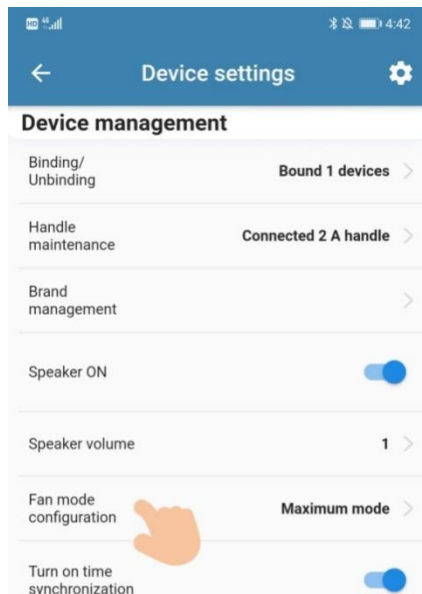 HD 4:42
Device settings
Device management
Binding/
Unbinding
Bound 1 devices
Handle
maintenance
Connected 2 A handle
Brand
management
Speaker ON
Speaker volume
1
Fan mode
configuration
Maximum mode
Turn on time
synchronization